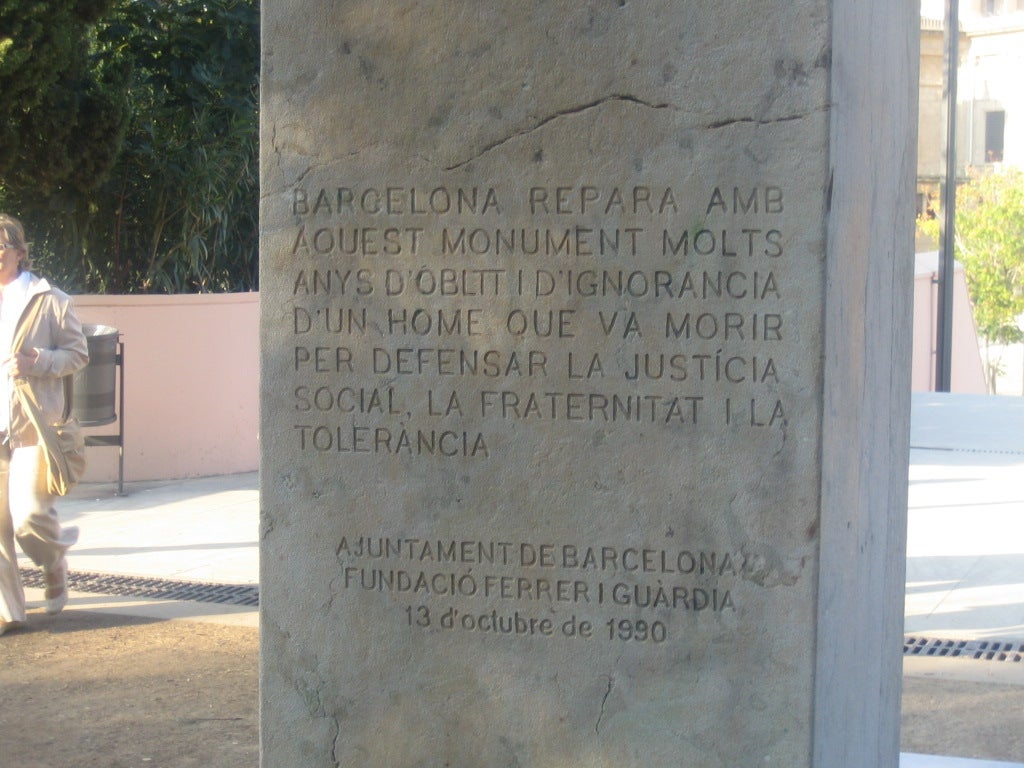 BARCELONA REPARA AMB
AQUEST MONUMENT MOLTS
ANYS D'OBLIT I D'IGNORANCIA
D'UN HOME QUE VA MORIR
PER DEFENSAR LA JUSTÍCIA
SOCIAL, LA FRATERNITAT I LA
TOLERÀNCIA
AJUNTAMENT DE BARCELONA
FUNDACIÓ FERRER I GUÀRDIA
13 d'octubre de 1990